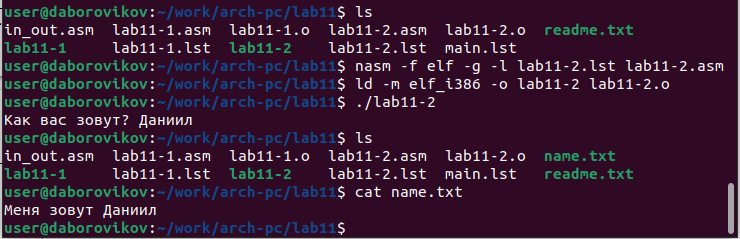 user@daborovikov:~/work/arch-pc/lab11$ ls
in_out.asm  lab11-1.asm  lab11-1.o  lab11-2.asm  lab11-2.o  readme.txt
lab11-1     lab11-1.lst  lab11-2    lab11-2.lst  main.lst
user@daborovikov:~/work/arch-pc/lab11$ nasm -f elf -g -l lab11-2.lst lab11-2.asm
user@daborovikov:~/work/arch-pc/lab11$ ld -m elf_i386 -o lab11-2 lab11-2.o
user@daborovikov:~/work/arch-pc/lab11$ ./lab11-2
Как вас зовут? Даниил
user@daborovikov:~/work/arch-pc/lab11$ ls
in_out.asm  lab11-1.asm  lab11-1.o  lab11-2.asm  lab11-2.o  name.txt
lab11-1     lab11-1.lst  lab11-2    lab11-2.lst  main.lst   readme.txt
user@daborovikov:~/work/arch-pc/lab11$ cat name.txt
Меня зовут Даниил
user@daborovikov:~/work/arch-pc/lab11$